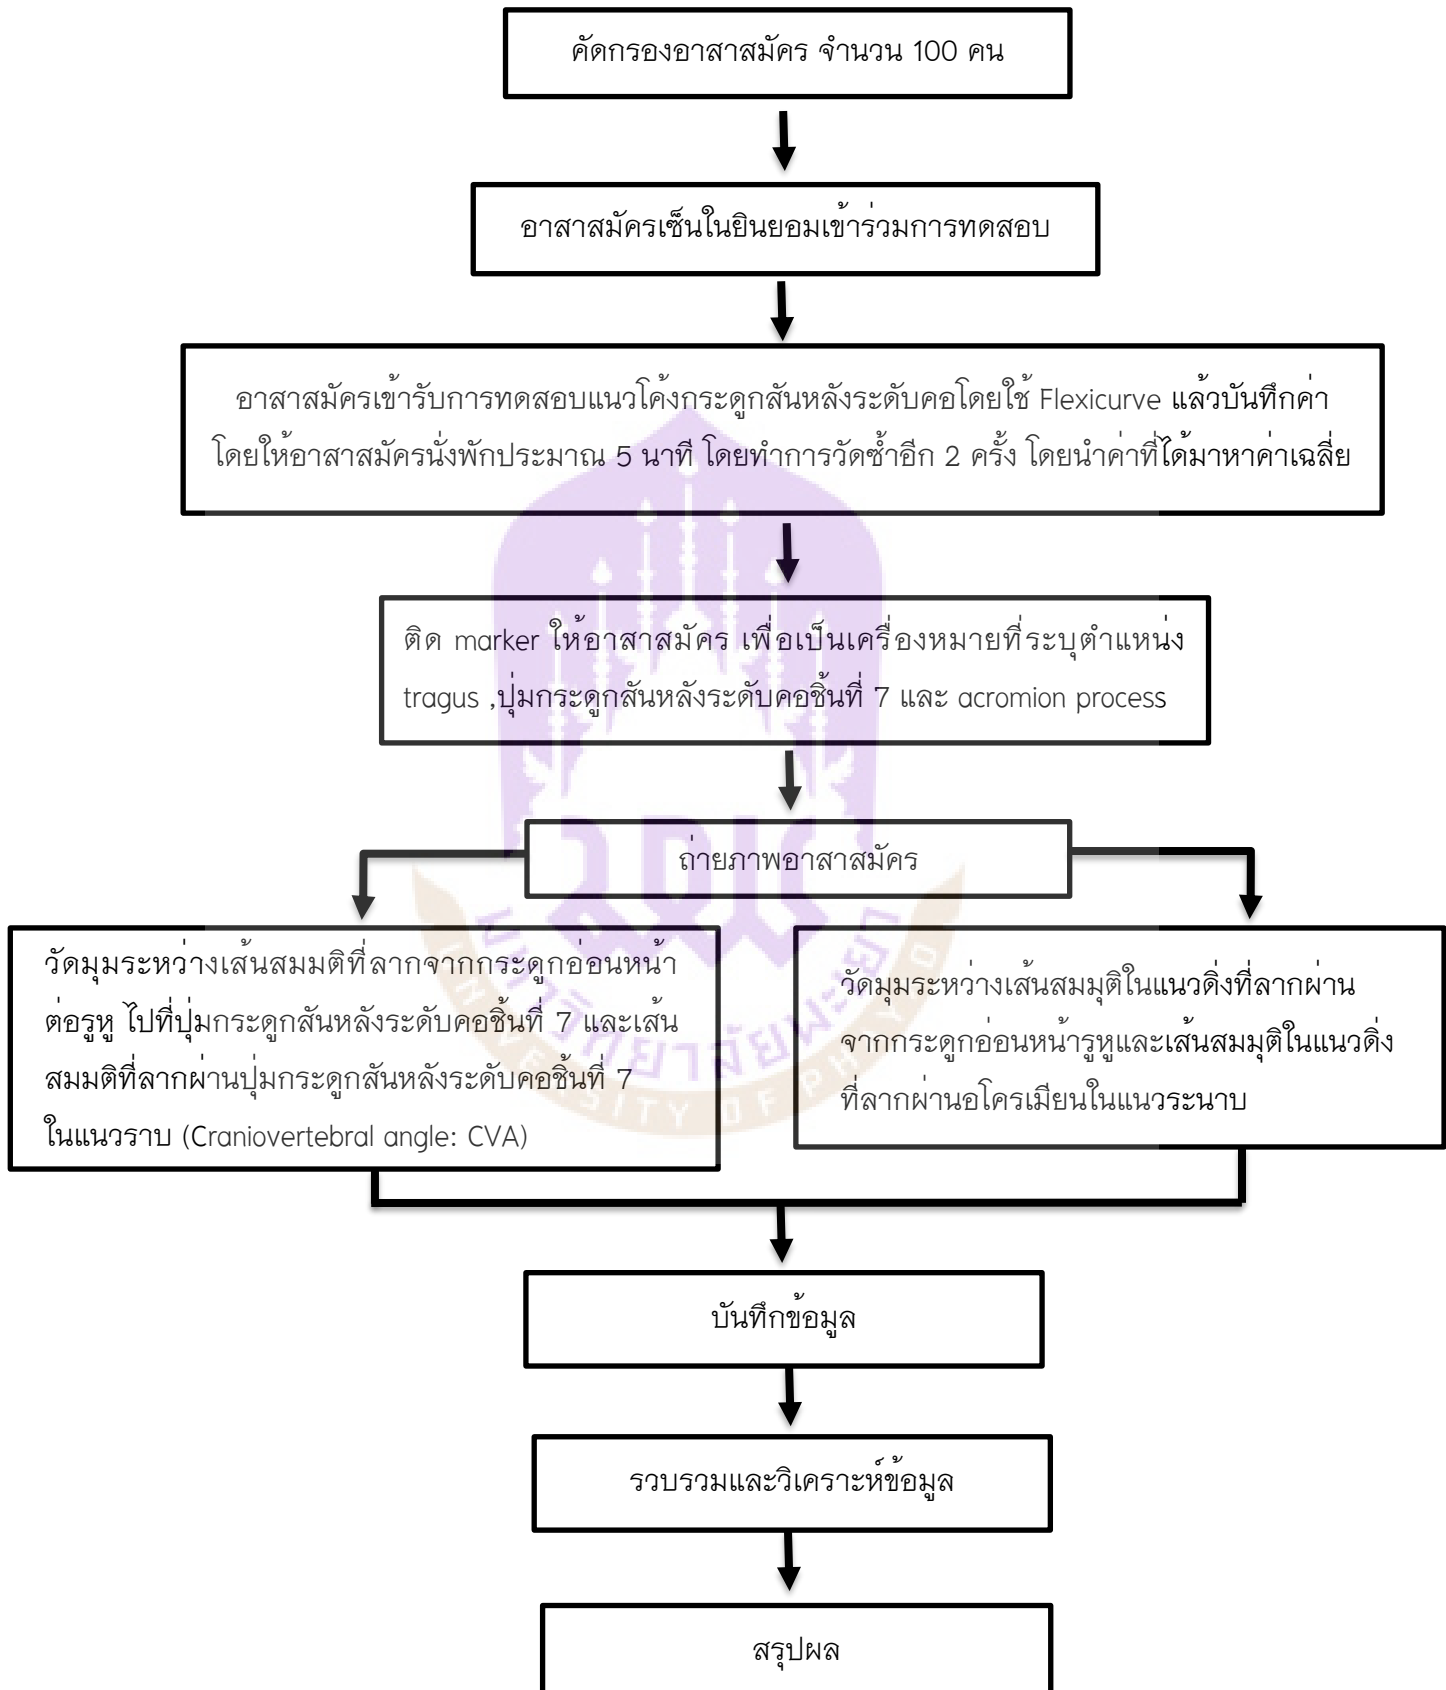 คัดกรองอาสาสมัคร จำนวน 100 คน
อาสาสมัครเซ็นในยินยอมเข้าร่วมการทดสอบ
อาสาสมัครเข้ารับการทดสอบแนวโค้งกระดูกสันหลังระดับคอโดยใช้ Flexicurve แล้วบันทึกค่า
โดยให้อาสาสมัครนั่งพักประมาณ 5 นาที โดยทำการวัดซ้ำอีก 2 ครั้ง โดยนำค่าที่ได้มาหาค่าเฉลี่ย
ติด marker ให้อาสาสมัคร เพื่อเป็นเครื่องหมายที่ระบุตำแหน่ง
tragus ,ปุ่มกระดูกสันหลังระดับคอชิ้นที่ 7 และ acromion process
ถ่ายภาพอาสาสมัคร
วัดมุมระหว่างเส้นสมมติที่ลากจากกระดูกอ่อนหน้า
ต่อรูหู ไปที่ปุ่มกระดูกสันหลังระดับคอชิ้นที่ 7 และเส้น
สมมติที่ลากผ่านปุ่มกระดูกสันหลังระดับคอชิ้นที่ 7
ในแนวราบ (Craniovertebral angle: CVA)
วัดมุมระหว่างเส้นสมมุติในแนวดิ่งที่ลากผ่าน
จากกระดูกอ่อนหน้ารูหูและเส้นสมมุติในแนวดิ่ง
ที่ลากผ่านอโครเมียนในแนวระนาบ
มหาวิทยาลัยพะเยา
UNIVERSITY OF PHAYAO
บันทึกข้อมูล
รวบรวมและวิเคราะห์ข้อมูล
สรุปผล